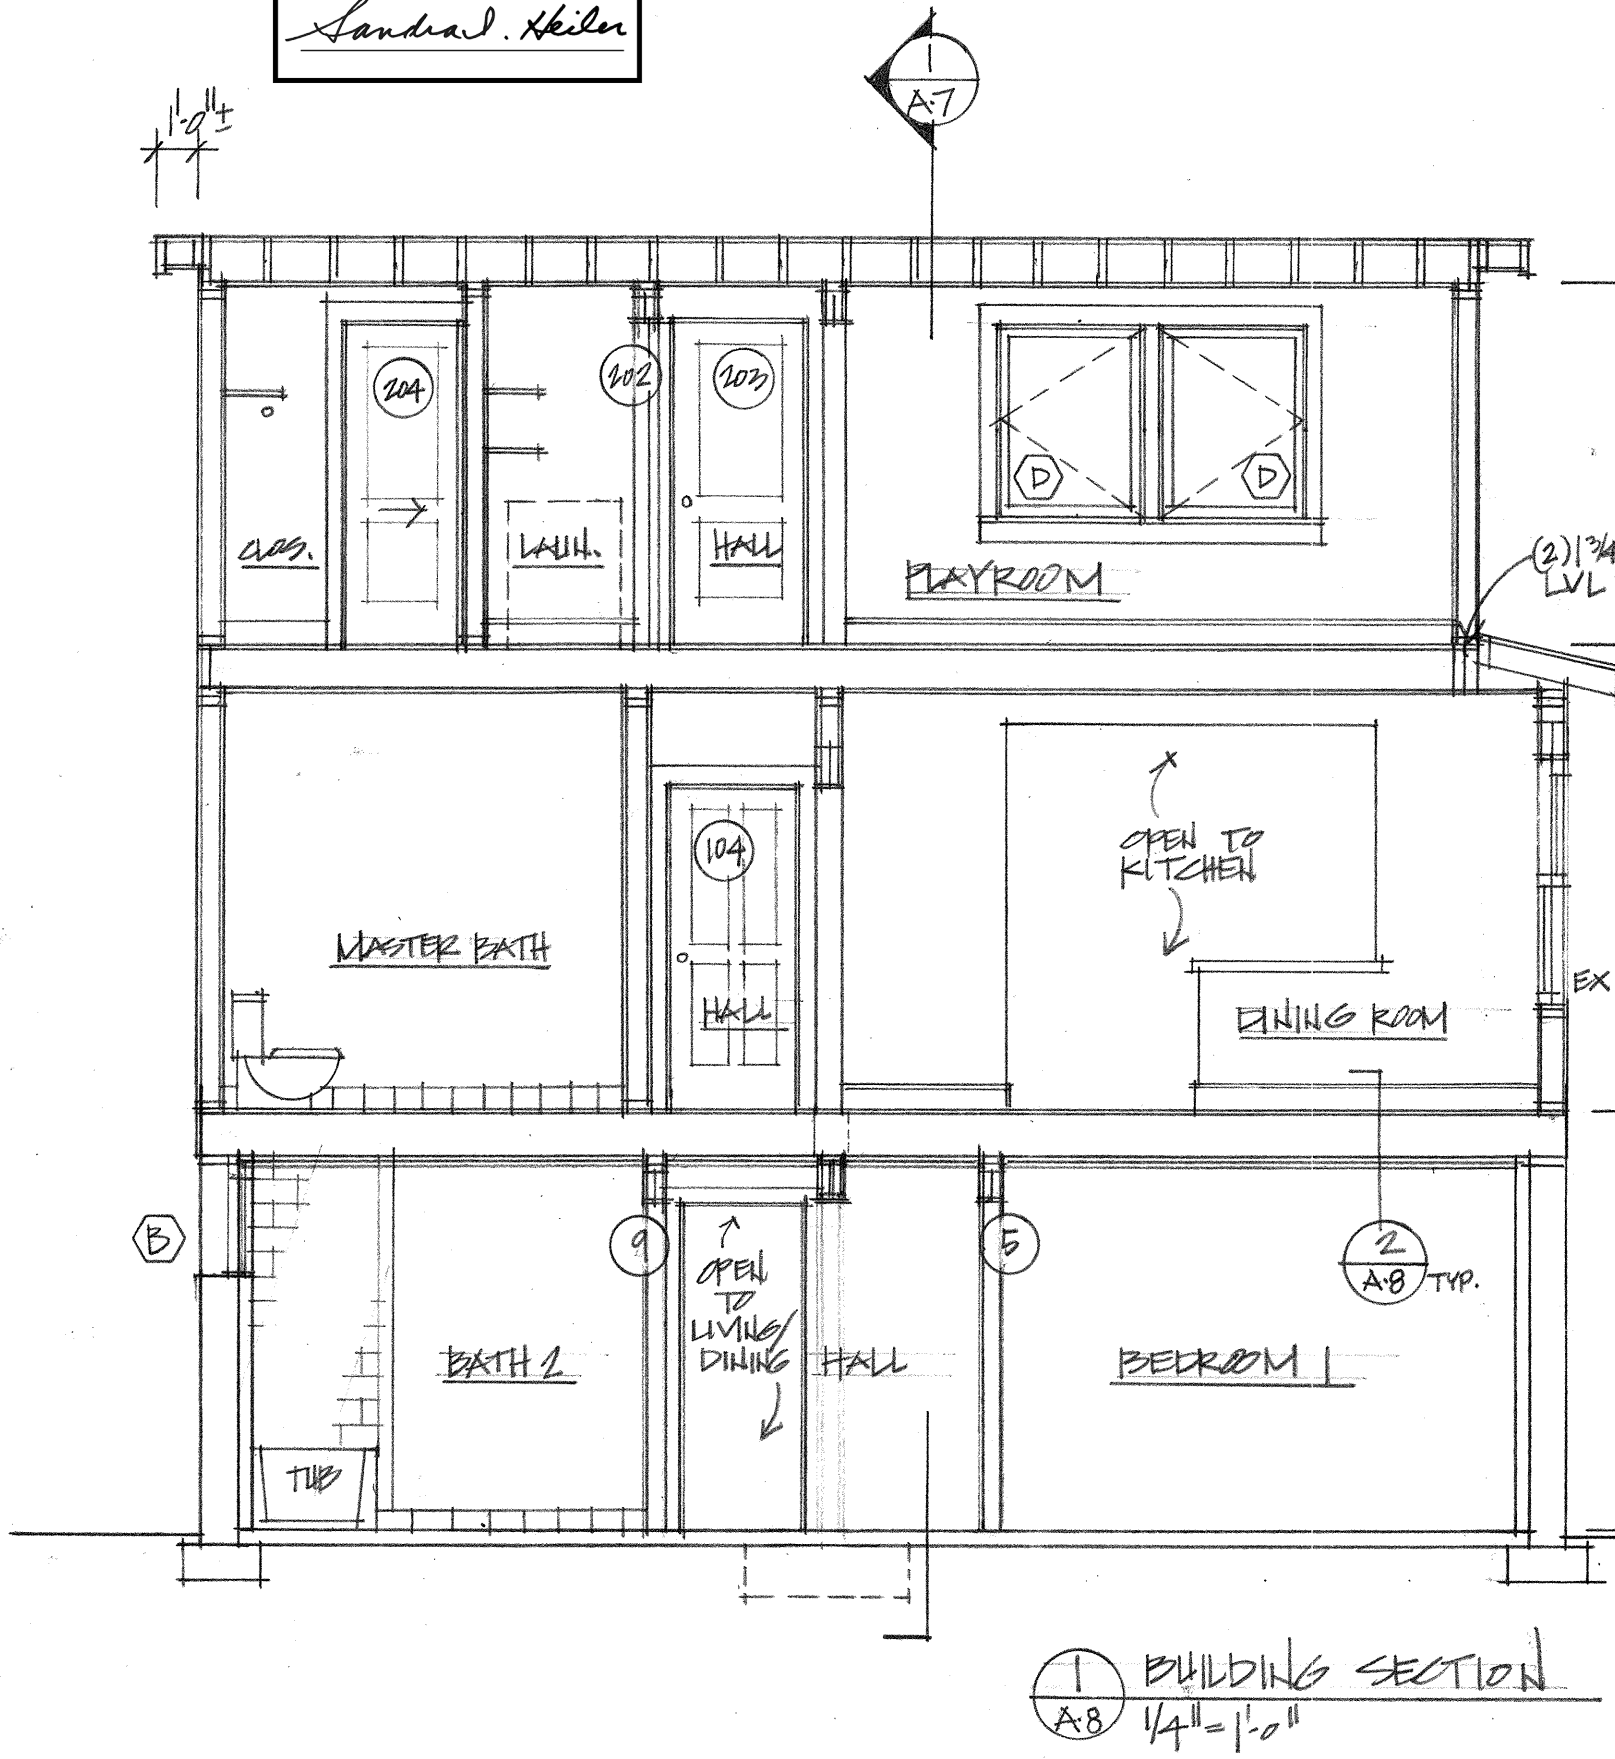 Sandra J. Heiler
1
A·7
1'-0"±
204
202
203
D
D
CLOS.
LAUN.
HALL
PLAYROOM
(2) 1 3/4
LVL
104
OPEN TO
KITCHEN
MASTER BATH
HALL
DINING ROOM
EX
B
9
5
2
A·8
TYP.
OPEN
TO
LIVING/
DINING
BATH 2
HALL
BEDROOM 1
TUB
1
A·8
BUILDING SECTION
1/4" = 1'-0"